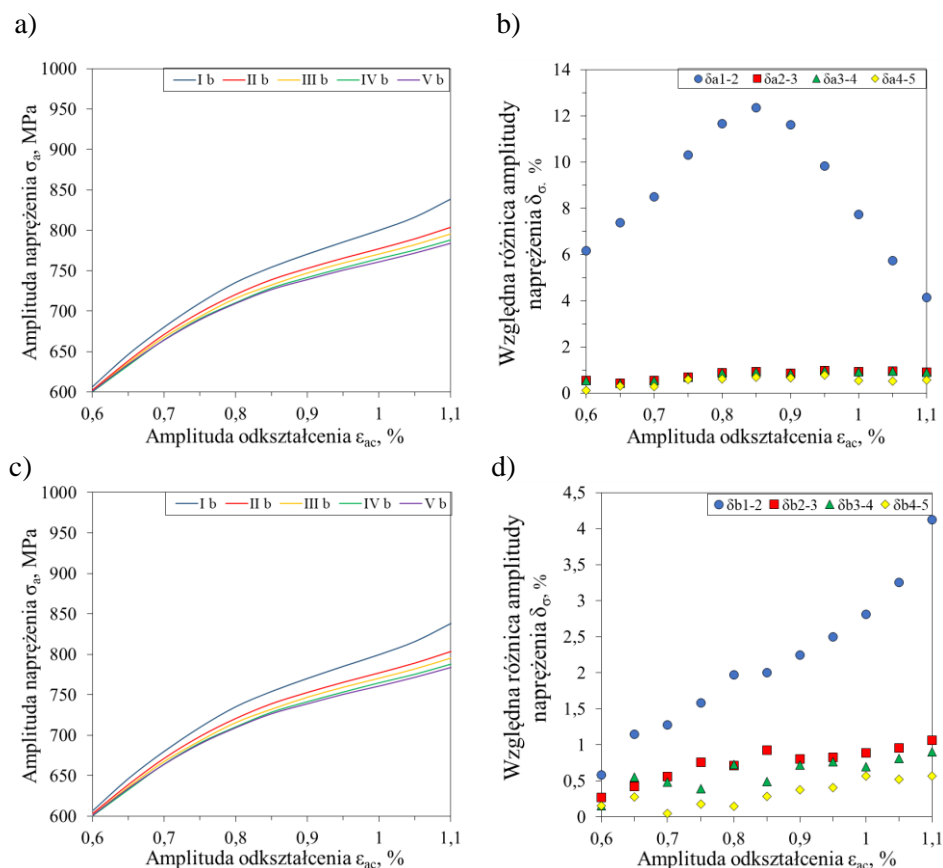 a)
I b II b III b IV b V b
Amplituda naprężenia σa, MPa
1000
950
900
850
800
750
700
650
600
0,6 0,7 0,8 0,9 1 1,1
Amplituda odkształcenia εac, %
b)
δa1-2 δa2-3 δa3-4 δa4-5
Względna różnica amplitudy
naprężenia δσ. %
14
12
10
8
6
4
2
0
0,6 0,7 0,8 0,9 1 1,1
Amplituda odkształcenia εac, %
c)
I b II b III b IV b V b
Amplituda naprężenia σa, MPa
1000
950
900
850
800
750
700
650
600
0,6 0,7 0,8 0,9 1 1,1
Amplituda odkształcenia εac, %
d)
δb1-2 δb2-3 δb3-4 δb4-5
Względna różnica amplitudy
naprężenia δσ, %
4,5
4
3,5
3
2,5
2
1,5
1
0,5
0
0,6 0,7 0,8 0,9 1 1,1
Amplituda odkształcenia εac, %